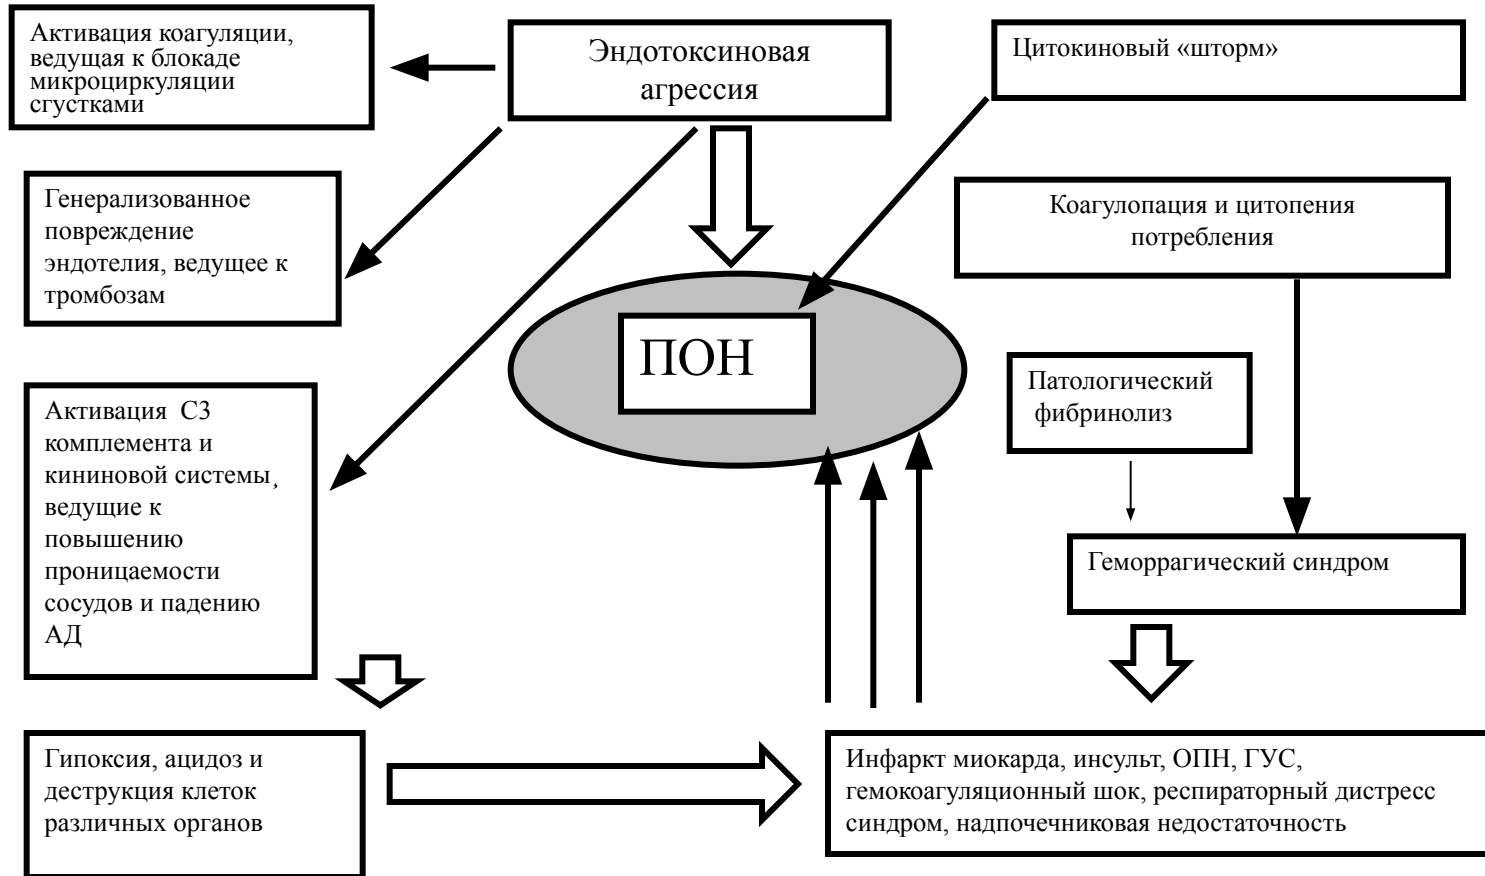 Активация коагуляции,
ведущая к блокаде
микроциркуляции
сгустками
Эндотоксиновая
агрессия
Цитокиновый «шторм»
Генерализованное
повреждение
эндотелия, ведущее к
тромбозам
Коагулопация и цитопения
потребления
ПОН
Патологический
фибринолиз
Активация С3
комплемента и
кининовой системы,
ведущие к
повышению
проницаемости
сосудов и падению
АД
Геморрагический синдром
Гипоксия, ацидоз и
деструкция клеток
различных органов
Инфаркт миокарда, инсульт, ОПН, ГУС,
гемокоагуляционный шок, респираторный дистресс
синдром, надпочечниковая недостаточность